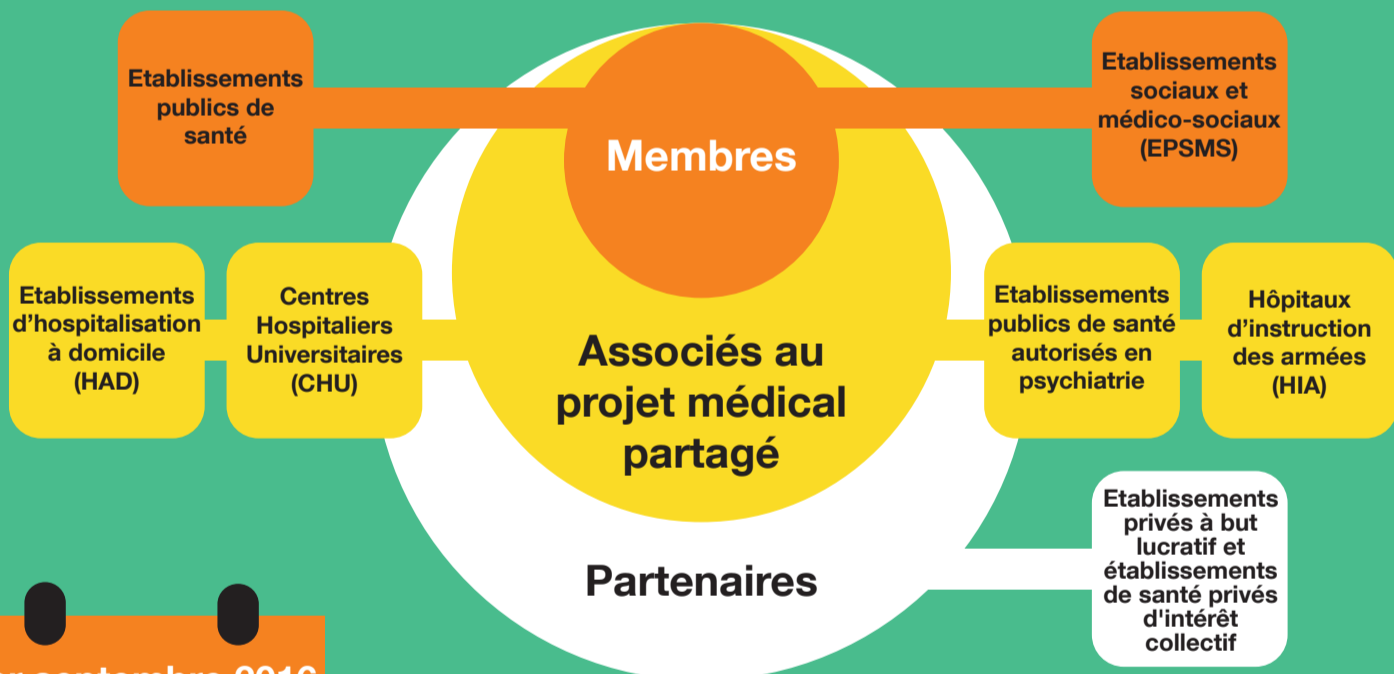 Etablissements
publics de
santé
Membres
Etablissements
sociaux et
médico-sociaux
(EPSMS)
Etablissements
d'hospitalisation
à domicile
(HAD)
Centres
Hospitaliers
Universitaires
(CHU)
Associés au
projet médical
partagé
Etablissements
publics de santé
autorisés en
psychiatrie
Hôpitaux
d'instruction
des armées
(HIA)
Partenaires
Etablissements
privés à but
lucratif et
établissements
de santé privés
d'intérêt
collectif
septembre